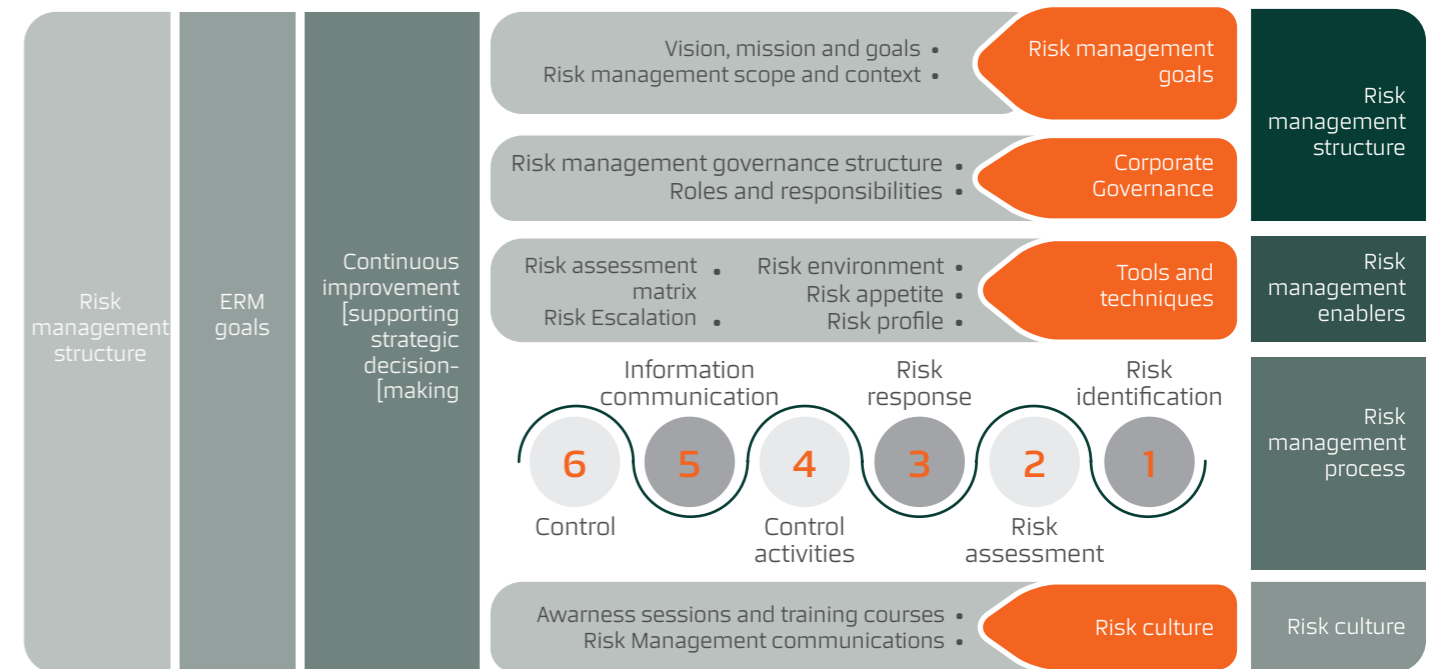 Risk
management
structure
ERM
goals
Continuous
improvement
[supporting
strategic
decision-
[making
Vision, mission and goals •
Risk management scope and context •
Risk management
goals
Risk management governance structure •
Roles and responsibilities •
Corporate
Governance
Risk assessment •
matrix
Risk Escalation •
Risk environment •
Risk appetite •
Risk profile •
Tools and
techniques
Information
communication
Risk
response
Risk
identification
6
5
4
3
2
1
Control
Control
activities
Risk
assessment
Awarness sessions and training courses •
Risk Management communications •
Risk culture
Risk
management
structure
Risk
management
enablers
Risk
management
process
Risk culture